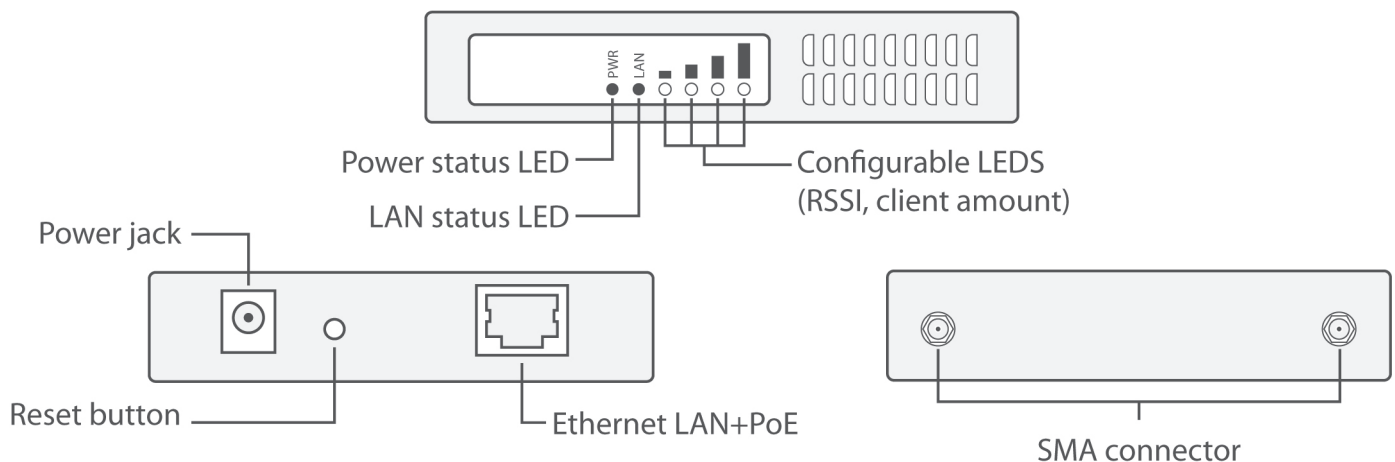 PWR
LAN
Power status LED
LAN status LED
Configurable LEDS
(RSSI, client amount)
Power jack
Reset button
Ethernet LAN+PoE
SMA connector